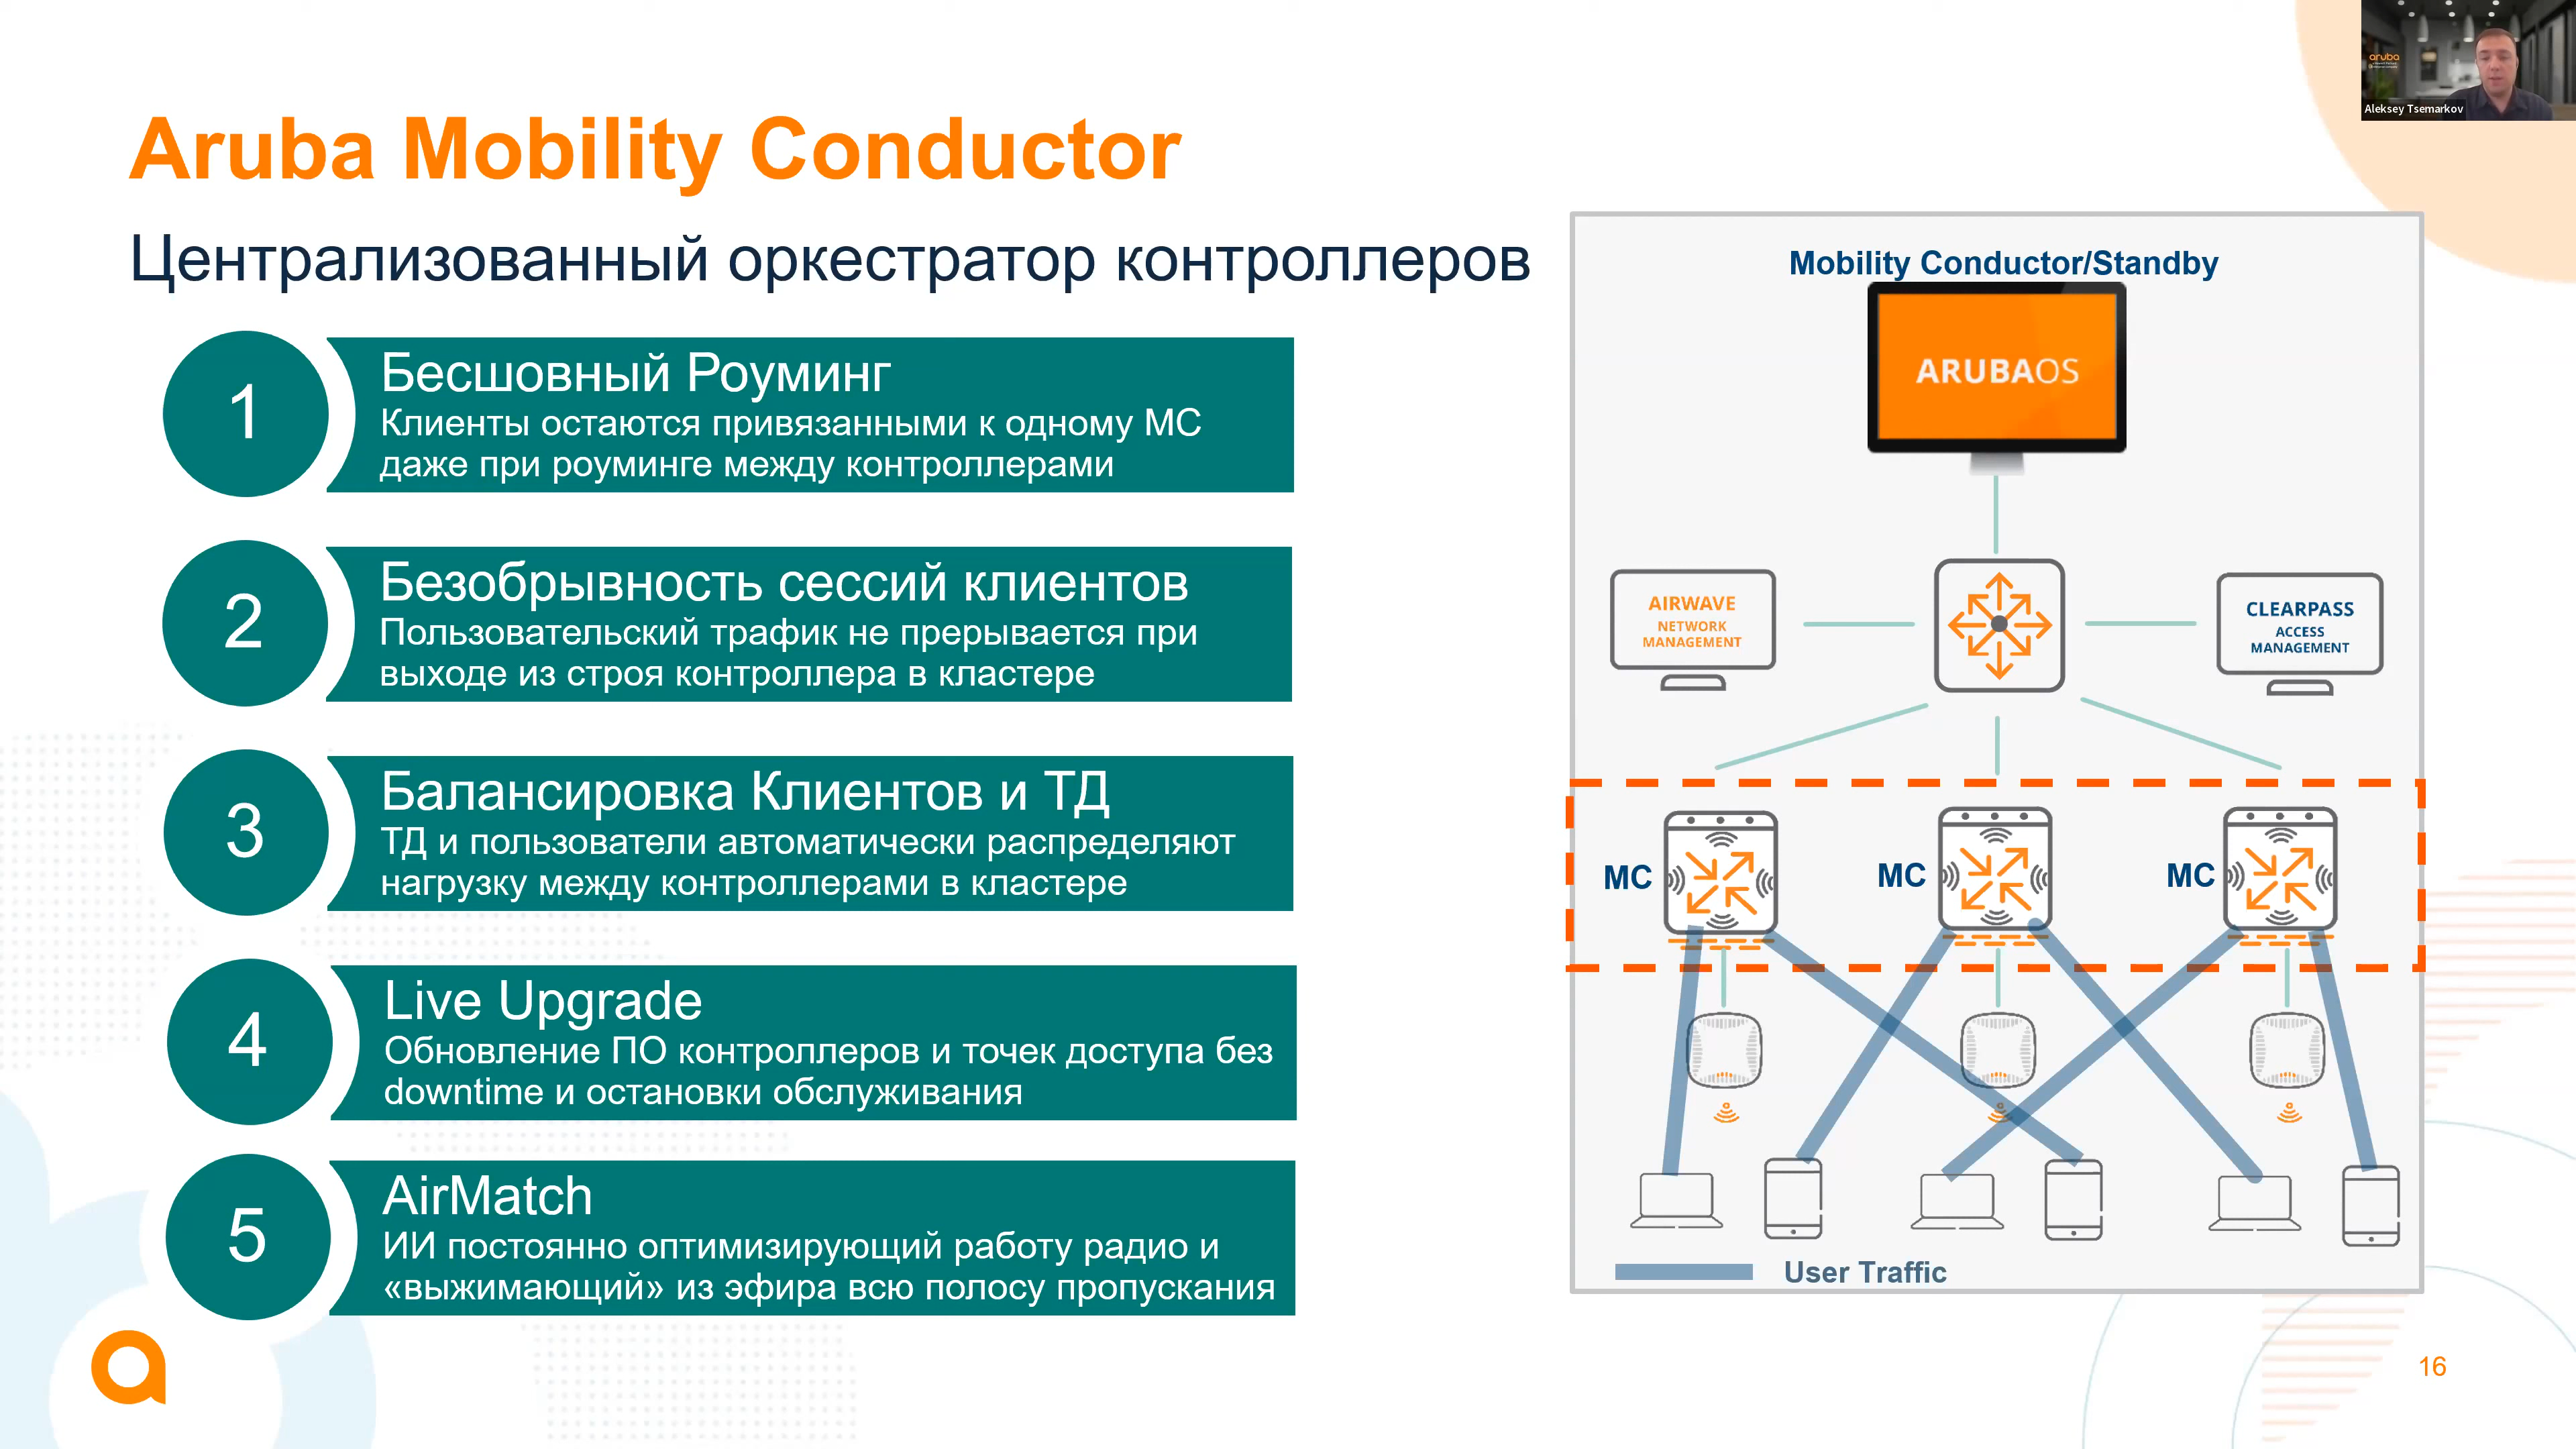 aruba
Aleksey Tsemarkov
Aruba Mobility Conductor
Централизованный оркестратор контроллеров
1
Бесшовный Роуминг
Клиенты остаются привязанными к одному МС
даже при роуминге между контроллерами
2
Безобрывность сессий клиентов
Пользовательский трафик не прерывается при
выходе из строя контроллера в кластере
3
Балансировка Клиентов и ТД
ТД и пользователи автоматически распределяют
нагрузку между контроллерами в кластере
4
Live Upgrade
Обновление ПО контроллеров и точек доступа без
downtime и остановки обслуживания
5
AirMatch
ИИ постоянно оптимизирующий работу радио и
«выжимающий» из эфира всю полосу пропускания
Mobility Conductor/Standby
ARUBAOS
AIRWAVE
NETWORK
MANAGEMENT
CLEARPASS
ACCESS
MANAGEMENT
MC
MC
MC
User Traffic
16